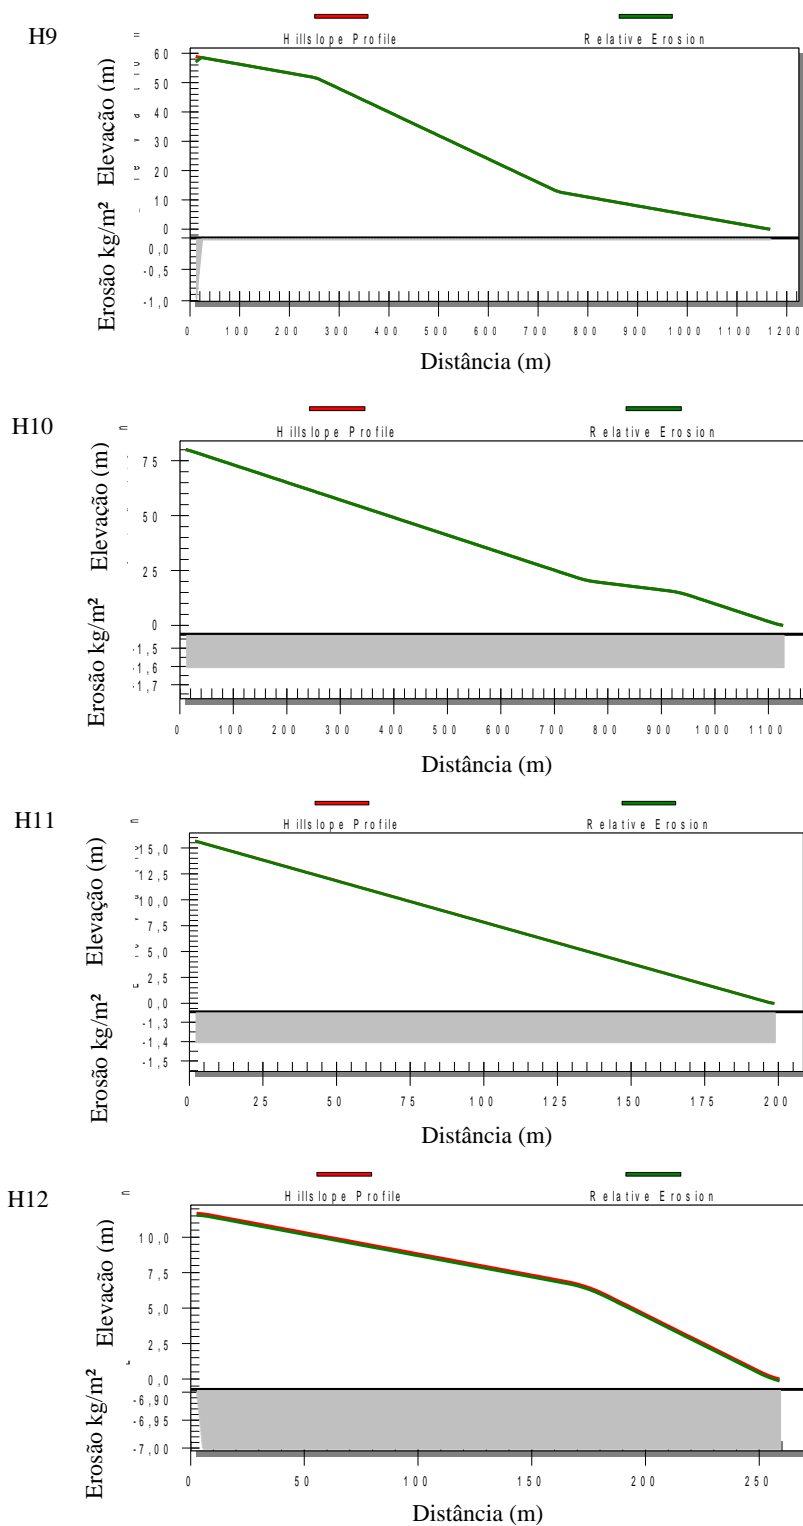 H9
Hillslope Profile Relative Erosion
Elevação (m)
60
50
40
30
20
10
0
Erosão kg/m²
0,0
-0,5
-1,0
0 100 200 300 400 500 600 700 800 900 1000 1100 1200
Distância (m)
H10
Hillslope Profile Relative Erosion
Elevação (m)
75
50
25
0
Erosão kg/m²
-1,5
-1,6
-1,7
0 100 200 300 400 500 600 700 800 900 1000 1100
Distância (m)
H11
Hillslope Profile Relative Erosion
Elevação (m)
15,0
12,5
10,0
7,5
5,0
2,5
0,0
Erosão kg/m²
-1,3
-1,4
-1,5
0 25 50 75 100 125 150 175 200
Distância (m)
H12
Hillslope Profile Relative Erosion
Elevação (m)
10,0
7,5
5,0
2,5
0,0
Erosão kg/m²
-6,90
-6,95
-7,00
0 50 100 150 200 250
Distância (m)